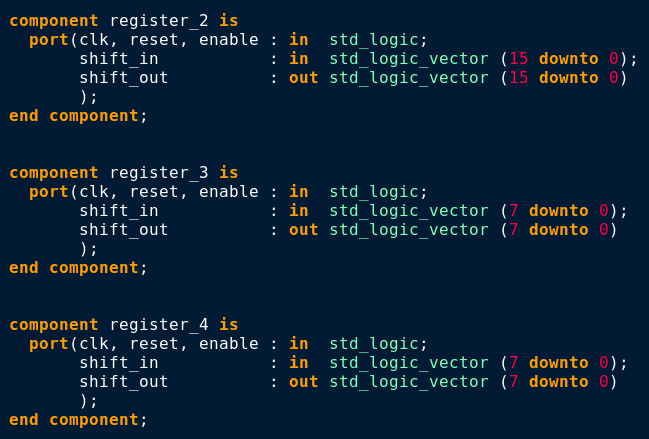 component register_2 is
  port(clk, reset, enable : in  std_logic;
       shift_in           : in  std_logic_vector (15 downto 0);
       shift_out          : out std_logic_vector (15 downto 0)
       );
end component;
component register_3 is
  port(clk, reset, enable : in  std_logic;
       shift_in           : in  std_logic_vector (7 downto 0);
       shift_out          : out std_logic_vector (7 downto 0)
       );
end component;
component register_4 is
  port(clk, reset, enable : in  std_logic;
       shift_in           : in  std_logic_vector (7 downto 0);
       shift_out          : out std_logic_vector (7 downto 0)
       );
end component;